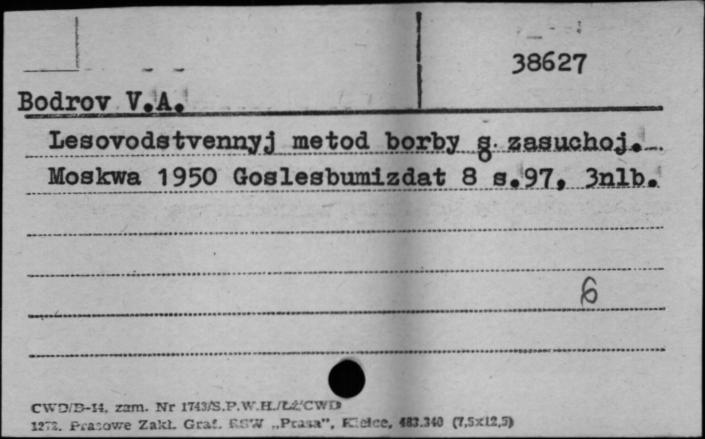 38627
Bodrov V.A.
Lesovodstvennyj metod borby s zasuchoj.
Moskwa 1950 Goslesbumizdat 8 s.97, 3nlb.
6
CWD/B-14, zam. Nr 1743/S.P.W.H./ŁŻ/CWD
Prasowe Zakł. Graf. RSW „Prasa", Kielce, 483.340 (7,5x12,5)